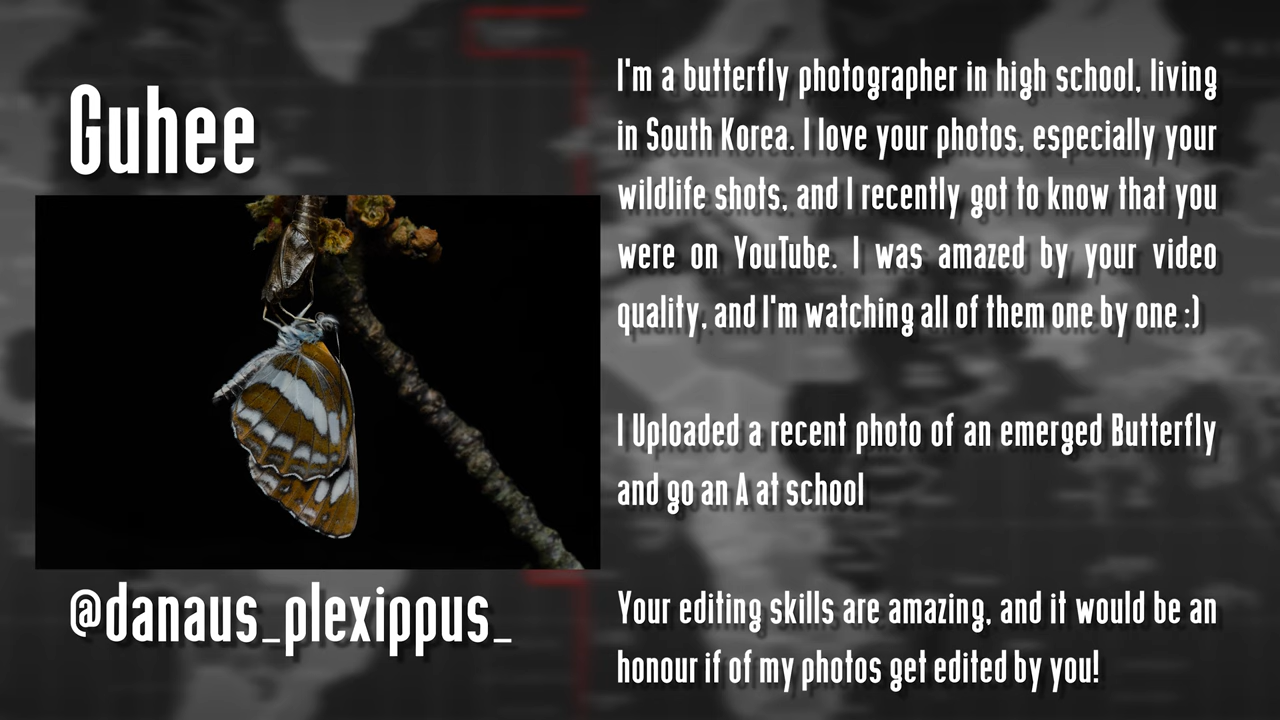 Guhee
@danaus_plexippus_
I'm a butterfly photographer in high school, living
in South Korea. I love your photos, especially your
wildlife shots, and I recently got to know that you
were on YouTube. I was amazed by your video
quality, and I'm watching all of them one by one :)
I Uploaded a recent photo of an emerged Butterfly
and go an A at school
Your editing skills are amazing, and it would be an
honour if of my photos get edited by you!